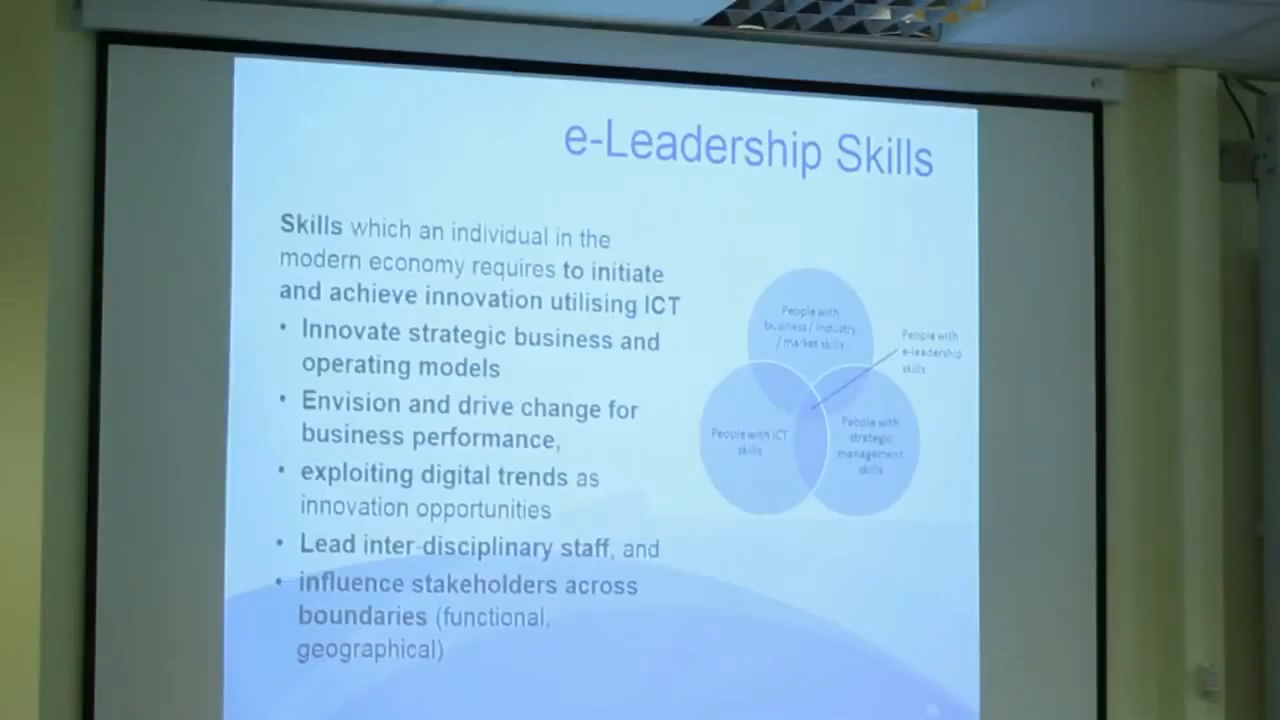 e-Leadership Skills
Skills which an individual in the
modern economy requires to initiate
and achieve innovation utilising ICT
• Innovate strategic business and
operating models
• Envision and drive change for
business performance,
• exploiting digital trends as
innovation opportunities
• Lead inter-disciplinary staff, and
• influence stakeholders across
boundaries (functional,
geographical)
People with
business / industry
/ market skills
People with
e-leadership
skills
People with ICT
skills
People with
strategic
management
skills